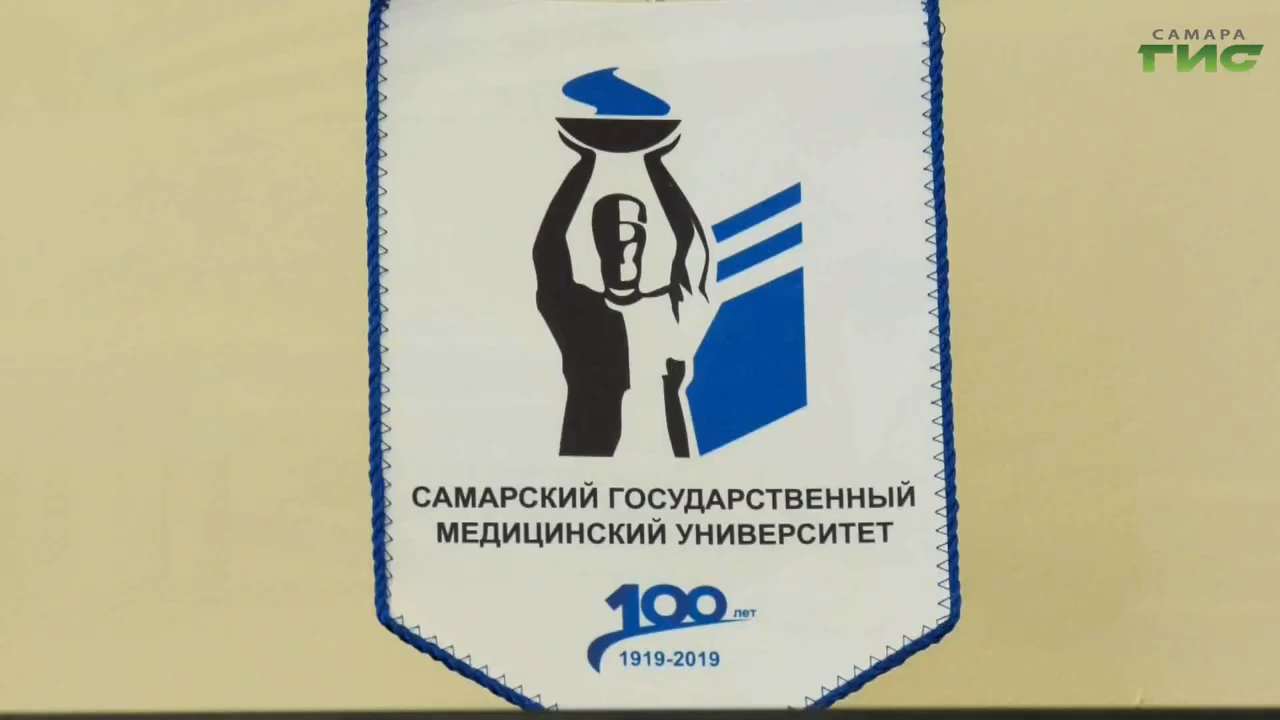 САМАРА
ГИС
САМАРСКИЙ ГОСУДАРСТВЕННЫЙ
МЕДИЦИНСКИЙ УНИВЕРСИТЕТ
100 лет
1919-2019